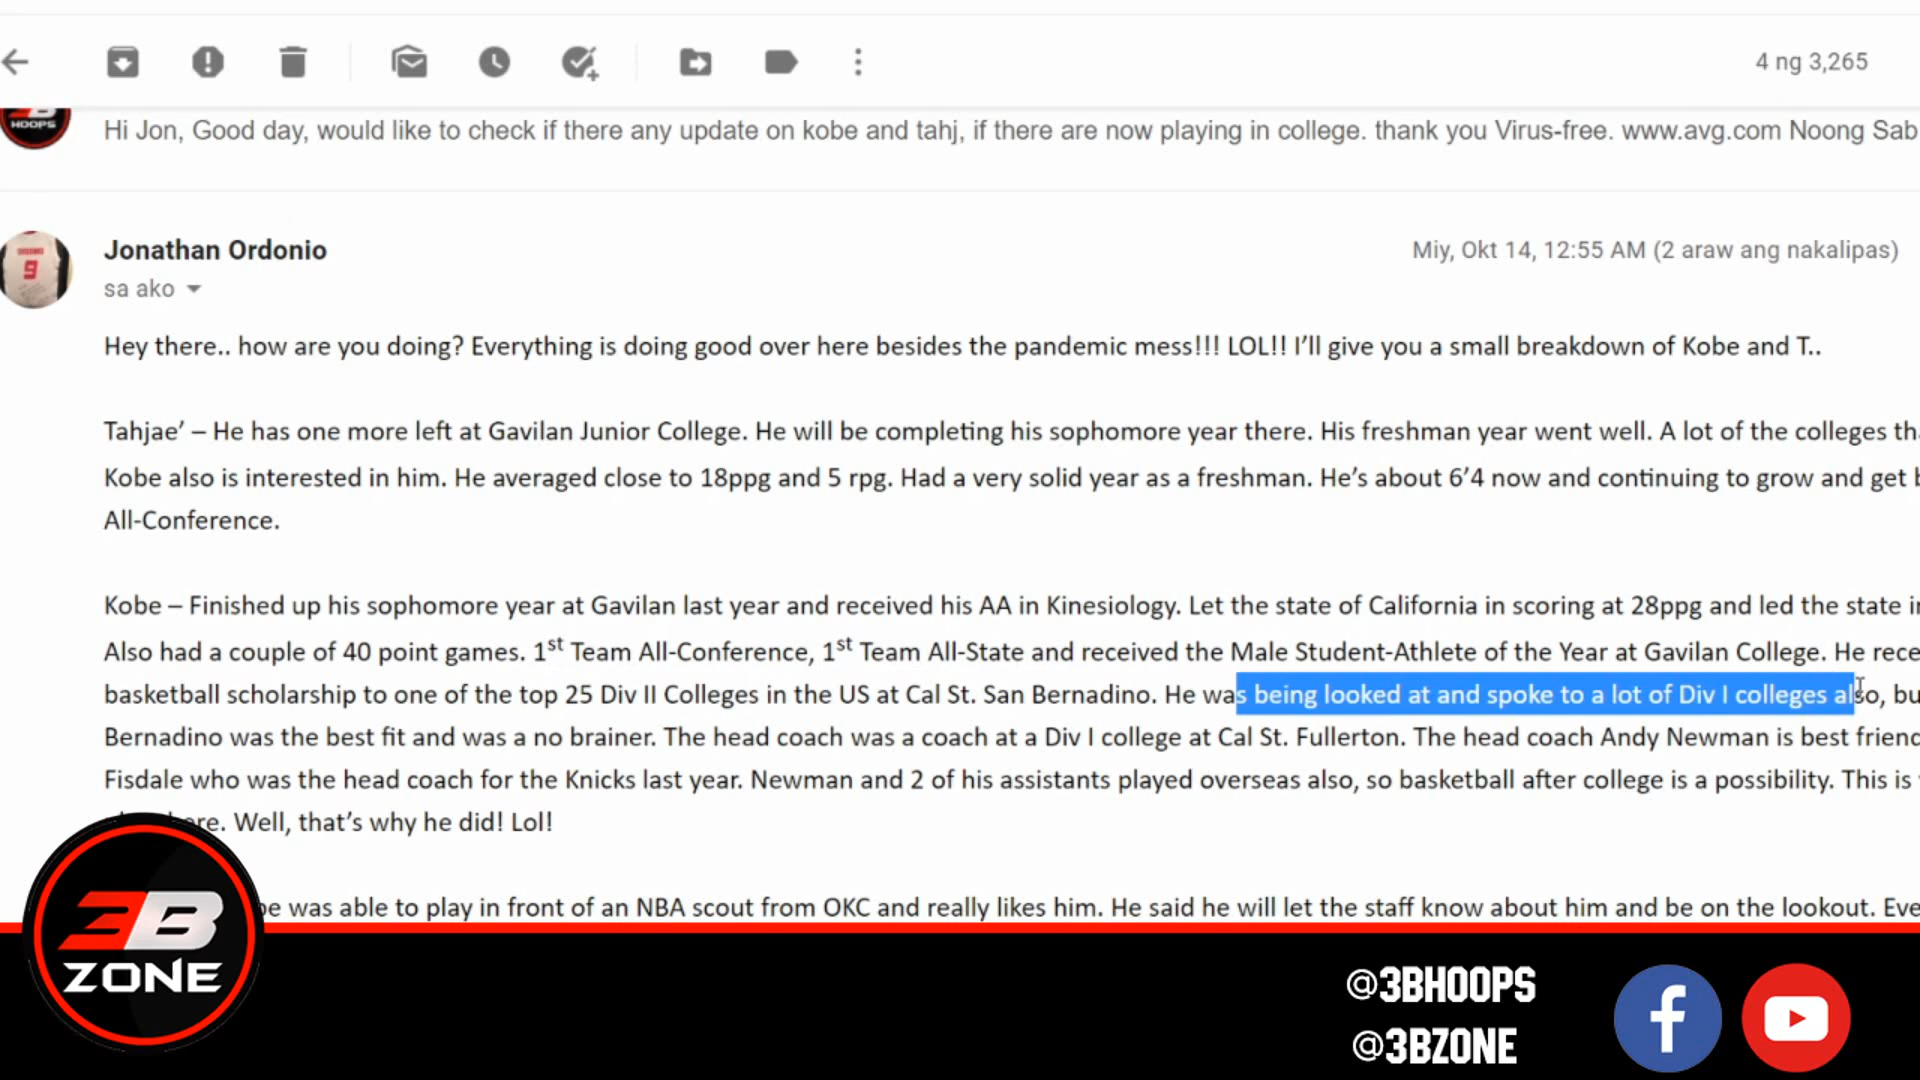 4 ng 3,265
HOOPS
Hi Jon, Good day, would like to check if there any update on kobe and tahj, if there are now playing in college. thank you Virus-free. www.avg.com Noong Sab
Jonathan Ordonio
Miy, Okt 14, 12:55 AM (2 araw ang nakalipas)
9
sa ako
Hey there.. how are you doing? Everything is doing good over here besides the pandemic mess!!! LOL!! I’ll give you a small breakdown of Kobe and T..
Tahjae’ – He has one more left at Gavilan Junior College. He will be completing his sophomore year there. His freshman year went well. A lot of the colleges
Kobe also is interested in him. He averaged close to 18ppg and 5 rpg. Had a very solid year as a freshman. He’s about 6’4 now and continuing to grow and get
All-Conference.
Kobe – Finished up his sophomore year at Gavilan last year and received his AA in Kinesiology. Let the state of California in scoring at 28ppg and led the state
Also had a couple of 40 point games. 1st Team All-Conference, 1st Team All-State and received the Male Student-Athlete of the Year at Gavilan College. He
basketball scholarship to one of the top 25 Div II Colleges in the US at Cal St. San Bernadino. He was being looked at and spoke to a lot of Div I colleges also,
Bernadino was the best fit and was a no brainer. The head coach was a coach at a Div I college at Cal St. Fullerton. The head coach Andy Newman is best
Fisdale who was the head coach for the Knicks last year. Newman and 2 of his assistants played overseas also, so basketball after college is a possibility. This is
Well, that’s why he did! Lol!
was able to play in front of an NBA scout from OKC and really likes him. He said he will let the staff know about him and be on the lookout.
3B
ZONE
@3BHOOPS
@3BZONE